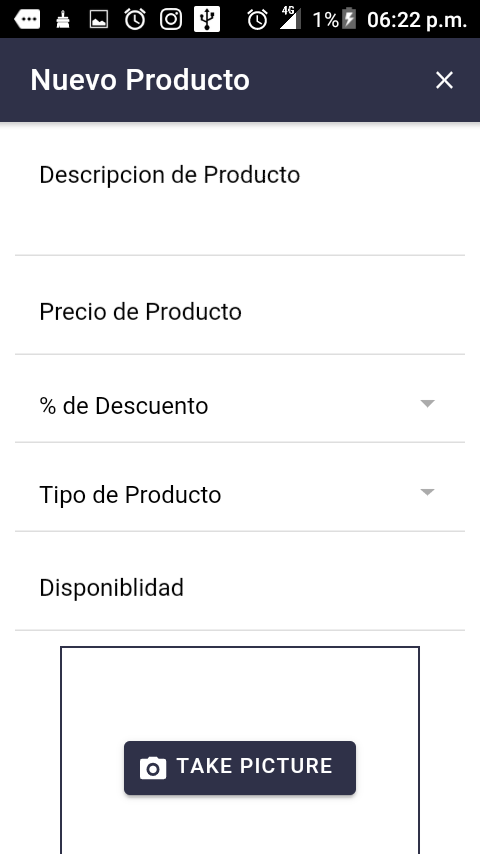 4G 1% 06:22 p.m.
Nuevo Producto
Descripcion de Producto
Precio de Producto
% de Descuento
Tipo de Producto
Disponiblidad
TAKE PICTURE